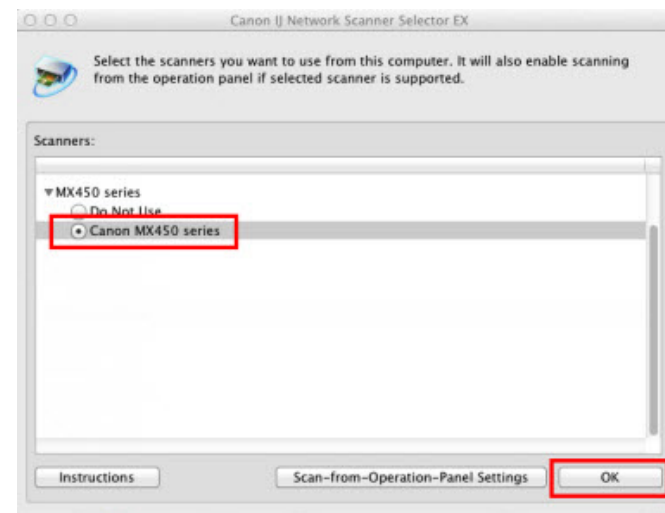 Canon IJ Network Scanner Selector EX
Select the scanners you want to use from this computer. It will also enable scanning
from the operation panel if selected scanner is supported.
Scanners:
MX450 series
Do Not Use
Canon MX450 series
Instructions
Scan-from-Operation-Panel Settings
OK